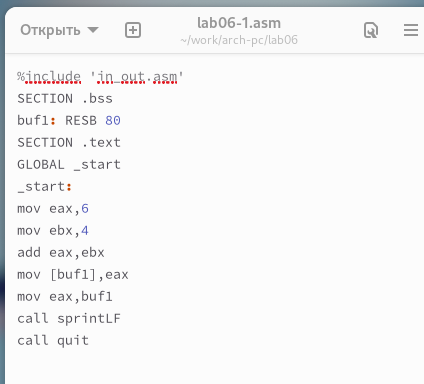 Открыть
lab06-1.asm
~/work/arch-pc/lab06
%include 'in_out.asm'
SECTION .bss
buf1: RESB 80
SECTION .text
GLOBAL _start
_start:
mov eax,6
mov ebx,4
add eax,ebx
mov [buf1],eax
mov eax,buf1
call sprintLF
call quit